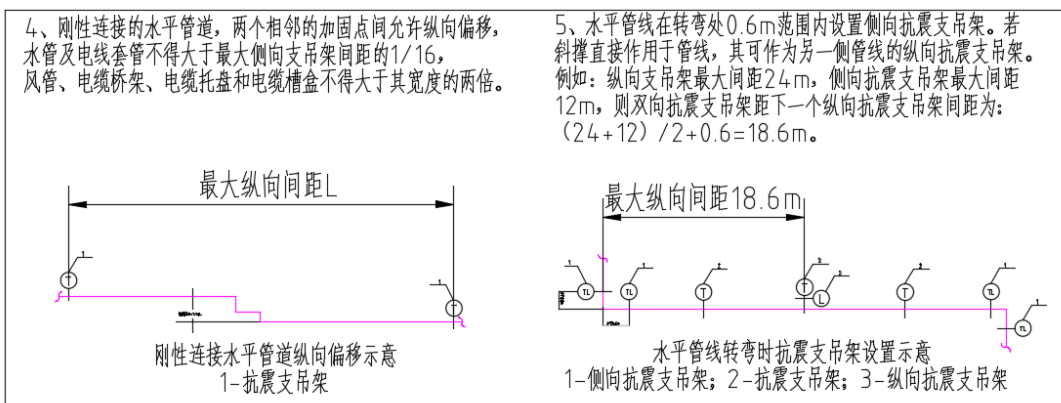 4、刚性连接的水平管道，两个相邻的加固点间允许纵向偏移，
水管及电线套管不得大于最大侧向支吊架间距的1/16，
风管、电缆桥架、电缆托盘和电缆槽盒不得大于其宽度的两倍。
最大纵向间距L
1
T
1
T
刚性连接水平管道纵向偏移示意
1-抗震支吊架
5、水平管线在转弯处0.6m范围内设置侧向抗震支吊架。若
斜撑直接作用于管线，其可作为另一侧管线的纵向抗震支吊架。
例如：纵向支吊架最大间距24m，侧向抗震支吊架最大间距
12m，则双向抗震支吊架距下一个纵向抗震支吊架间距为：
(24+12)/2+0.6=18.6m。
最大纵向间距18.6m
1
TL
1
TL
2
T
2
T
3
L
2
T
1
TL
1
TL
水平管线转弯时抗震支吊架设置示意
1-侧向抗震支吊架；2-抗震支吊架；3-纵向抗震支吊架